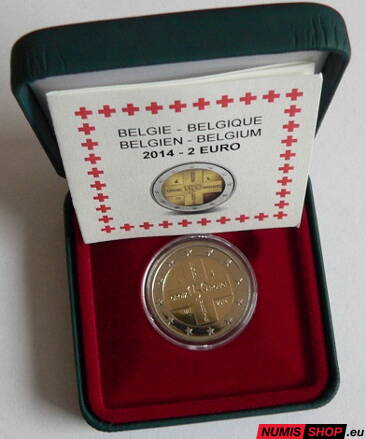 BELGIE - BELGIQUE
BELGIEN - BELGIUM
2014 - 2 EURO
NUMIS SHOP .eu